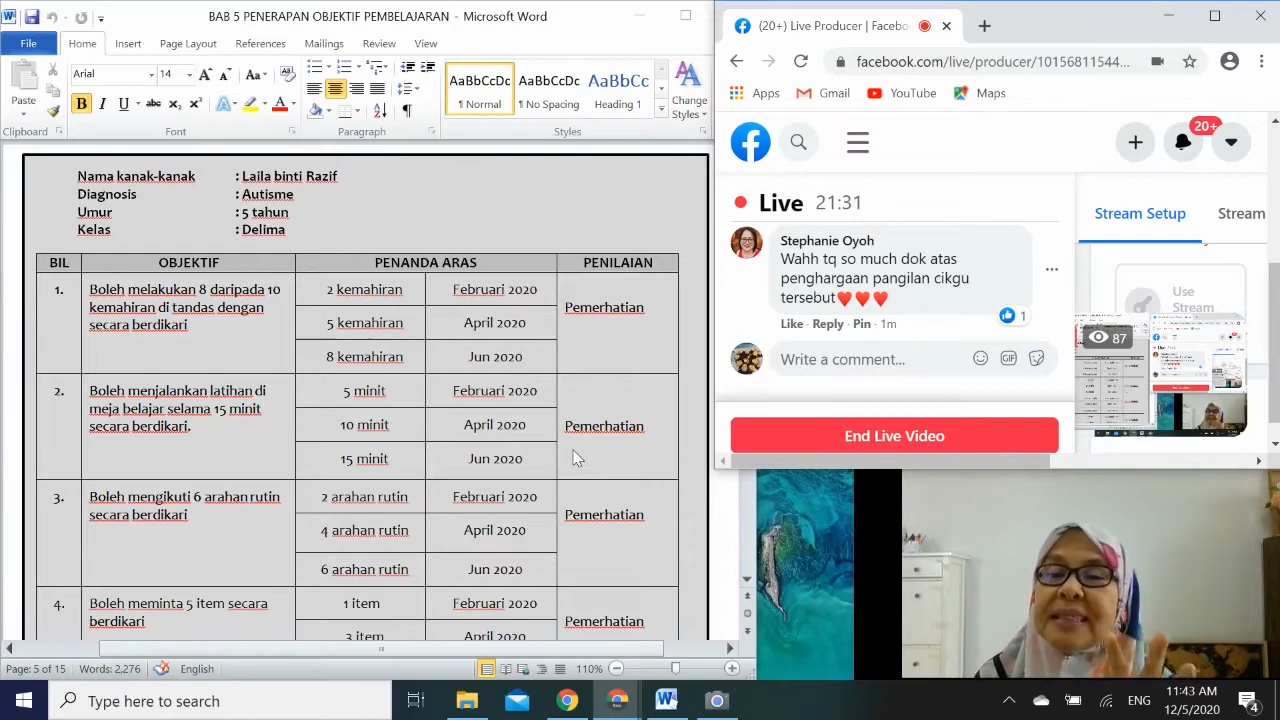 BAB 5 PENERAPAN OBJEKTIF PEMBELAJARAN - Microsoft Word
File Home Insert Page Layout References Mailings Review View
Arial 14 Aa
Paste
B I U abc x₂ x² A A
AaBbCcDc AaBbCcDc AaBbCc
¶ Normal ¶ No Spacing Heading 1
Change
Styles
Clipboard Font Paragraph Styles
Nama kanak-kanak : Laila binti Razif
Diagnosis : Autisme
Umur : 5 tahun
Kelas : Delima
BIL OBJEKTIF PENANDA ARAS PENILAIAN
1. Boleh melakukan 8 daripada 10
kemahiran di tandas dengan
secara berdikari
2 kemahiran Februari 2020
5 kemahiran April 2020
8 kemahiran Jun 2020
Pemerhatian
2. Boleh menjalankan latihan di
meja belajar selama 15 minit
secara berdikari.
5 minit Februari 2020
10 minit April 2020
15 minit Jun 2020
Pemerhatian
3. Boleh mengikuti 6 arahan rutin
secara berdikari
2 arahan rutin Februari 2020
4 arahan rutin April 2020
6 arahan rutin Jun 2020
Pemerhatian
4. Boleh meminta 5 item secara
berdikari
1 item Februari 2020
3 item April 2020
Pemerhatian
Page: 5 of 15 Words: 2,276 English 110%
(20+) Live Producer | Facebo
facebook.com/live/producer/10156811544...
Apps Gmail YouTube Maps
20+
Live 21:31
Stephanie Oyoh
Wahh tq so much dok atas
penghargaan pangilan cikgu
tersebut❤️❤️❤️
Like · Reply · Pin · 1m
1
Write a comment...
GIF
End Live Video
Stream Setup Stream
Use
Stream
87
Type here to search
ENG
11:43 AM
12/5/2020
4